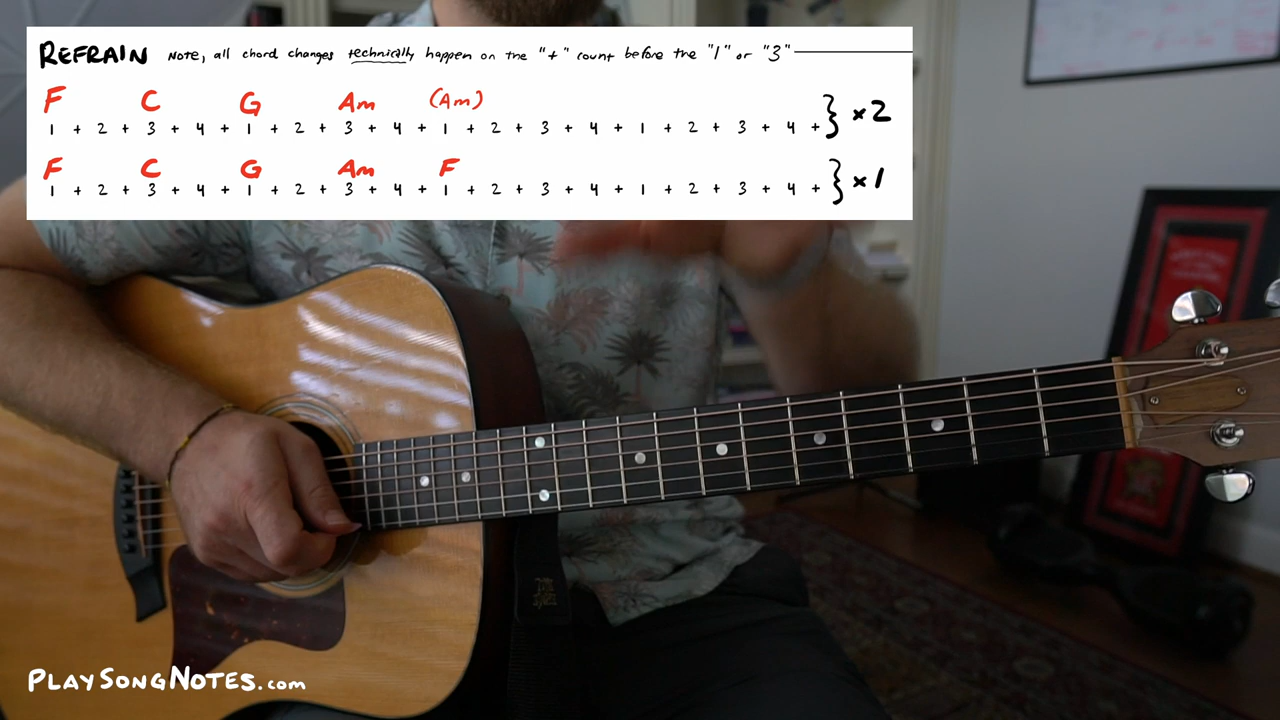 REFRAIN NOTE, all chord changes technically happen on the "+" count before the "1" or "3"
F C G Am (Am)
1 + 2 + 3 + 4 + 1 + 2 + 3 + 4 + 1 + 2 + 3 + 4 + 1 + 2 + 3 + 4 + } ×2
F C G Am F
1 + 2 + 3 + 4 + 1 + 2 + 3 + 4 + 1 + 2 + 3 + 4 + 1 + 2 + 3 + 4 + } ×1
PLAYSONGNOTES.com